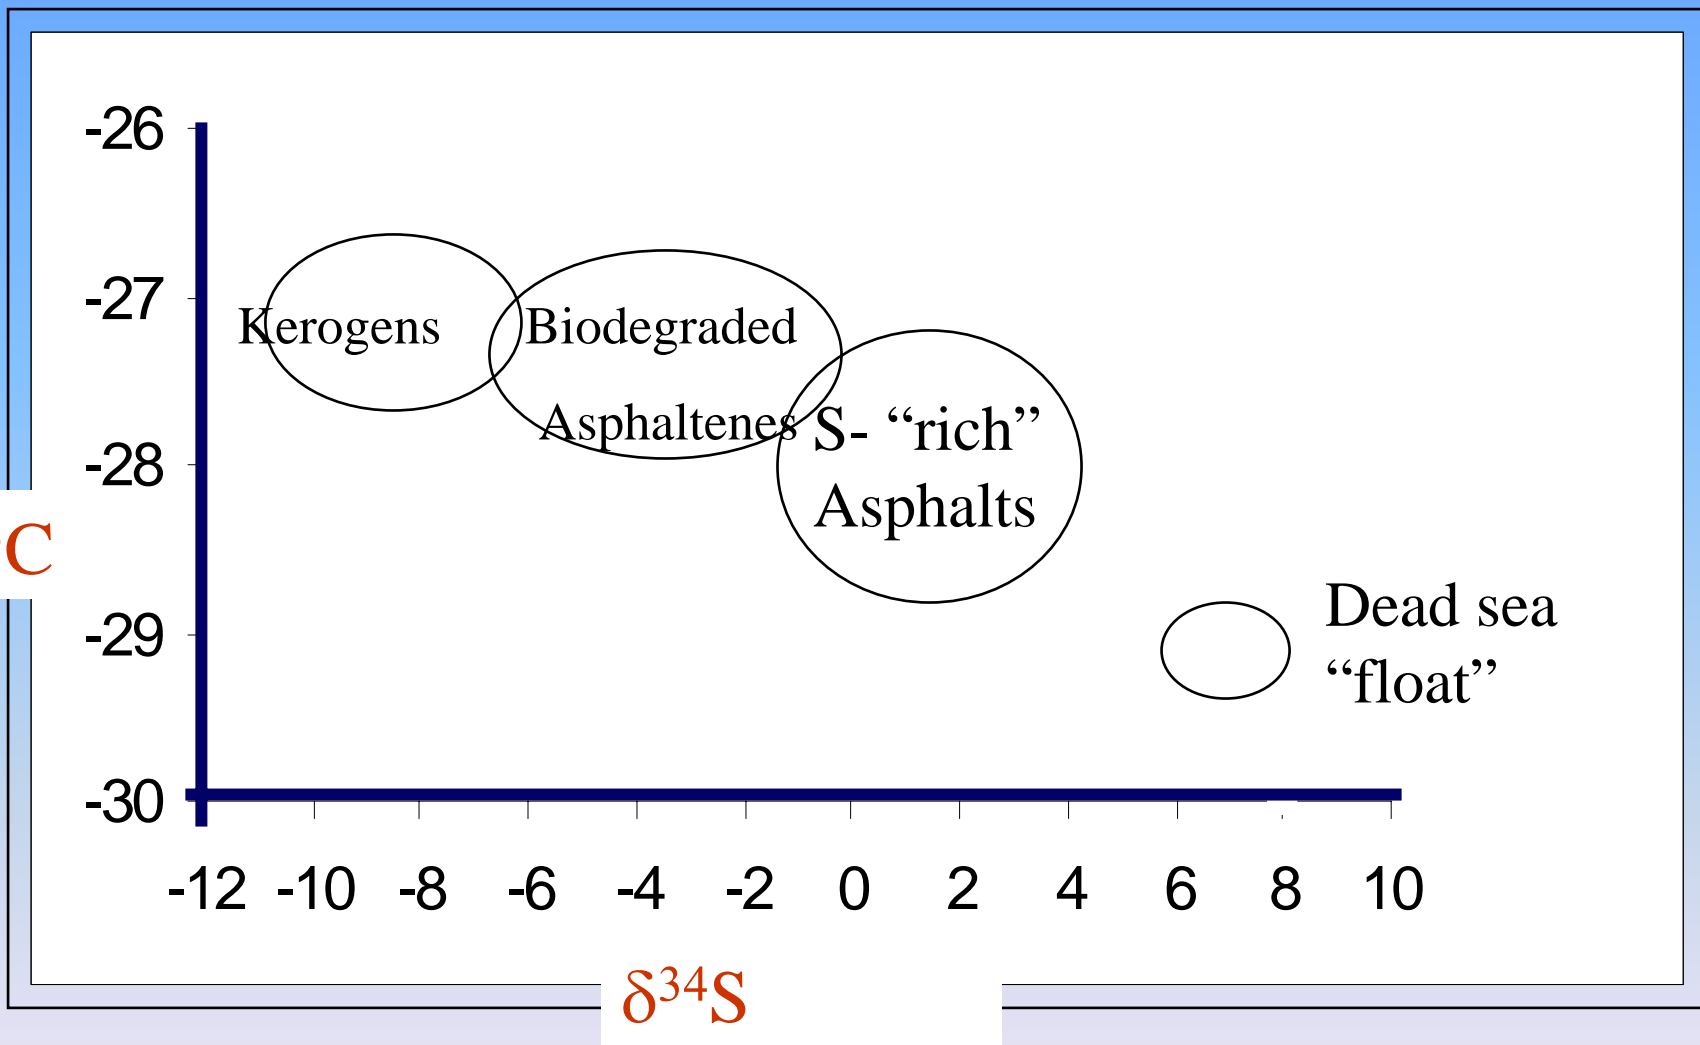 -26
-27
Kerogens
Biodegraded
Asphaltenes
S- “rich”
Asphalts
-28
C
-29
Dead sea
“float”
-30
-12 -10 -8 -6 -4 -2 0 2 4 6 8 10
δ³⁴S